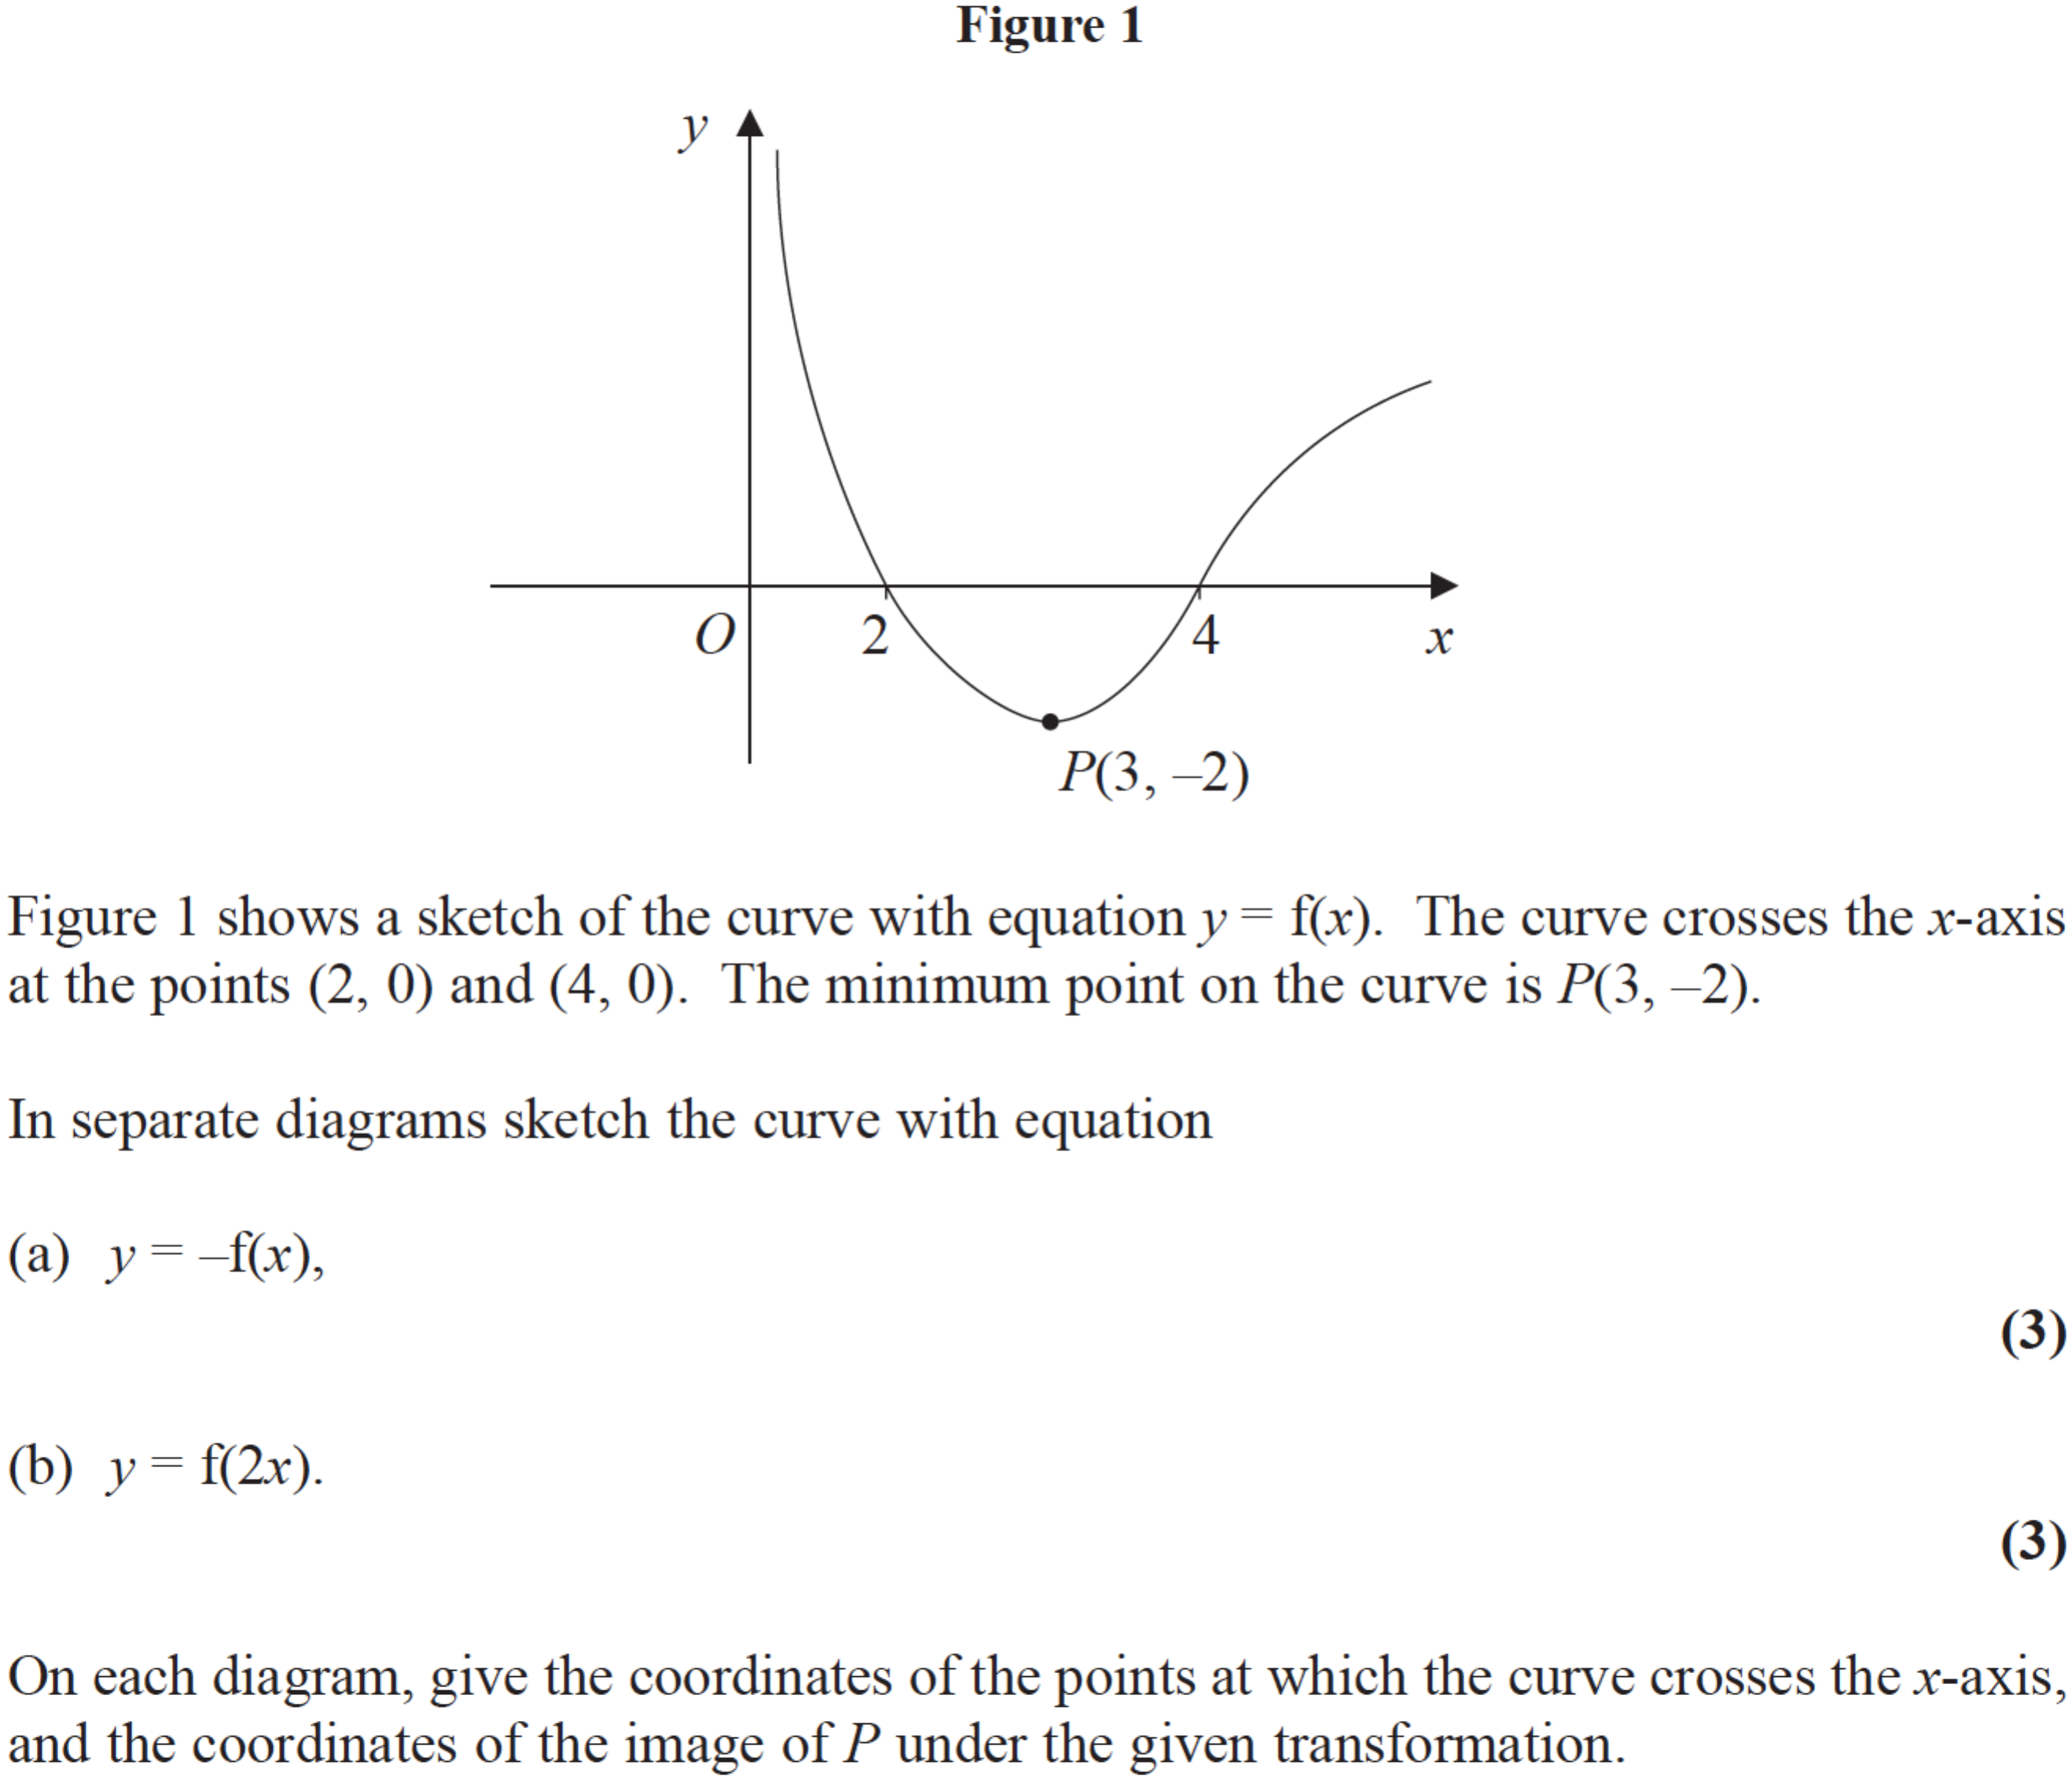 Figure 1
y
O
2
4
x
P(3, –2)
Figure 1 shows a sketch of the curve with equation y = f(x). The curve crosses the x-axis
at the points (2, 0) and (4, 0). The minimum point on the curve is P(3, –2).
In separate diagrams sketch the curve with equation
(a) y = –f(x),
(3)
(b) y = f(2x).
(3)
On each diagram, give the coordinates of the points at which the curve crosses the x-axis,
and the coordinates of the image of P under the given transformation.